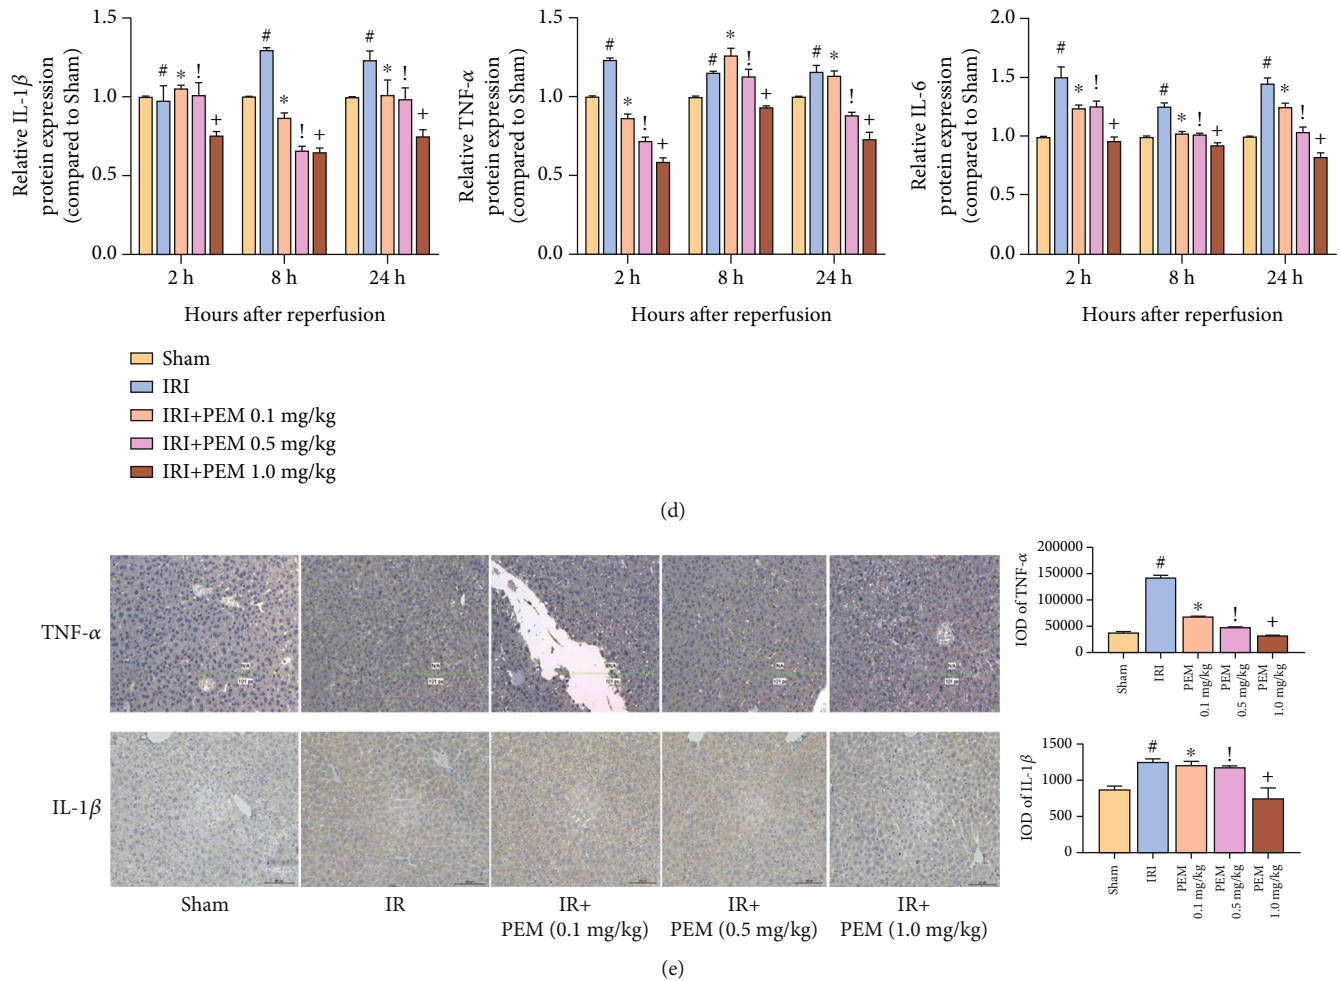 Relative IL-1β
protein expression
(compared to Sham)
1.5
1.0
0.5
0.0
# * ! +
# * ! +
# * ! +
2 h 8 h 24 h
Hours after reperfusion
Relative TNF-α
protein expression
(compared to Sham)
1.5
1.0
0.5
0.0
# * ! +
# * ! +
# * ! +
2 h 8 h 24 h
Hours after reperfusion
Relative IL-6
protein expression
(compared to Sham)
2.0
1.5
1.0
0.5
0.0
# * ! +
# * ! +
# * ! +
2 h 8 h 24 h
Hours after reperfusion
Sham
IRI
IRI+PEM 0.1 mg/kg
IRI+PEM 0.5 mg/kg
IRI+PEM 1.0 mg/kg
(d)
TNF-α
IL-1β
Sham
IR
IR+
PEM (0.1 mg/kg)
IR+
PEM (0.5 mg/kg)
IR+
PEM (1.0 mg/kg)
IOD of TNF-α
200000
150000
100000
50000
0
# * ! +
Sham
IRI
PEM
0.1 mg/kg
PEM
0.5 mg/kg
PEM
1.0 mg/kg
IOD of IL-1β
1500
1000
500
0
# * ! +
Sham
IRI
PEM
0.1 mg/kg
PEM
0.5 mg/kg
PEM
1.0 mg/kg
(e)